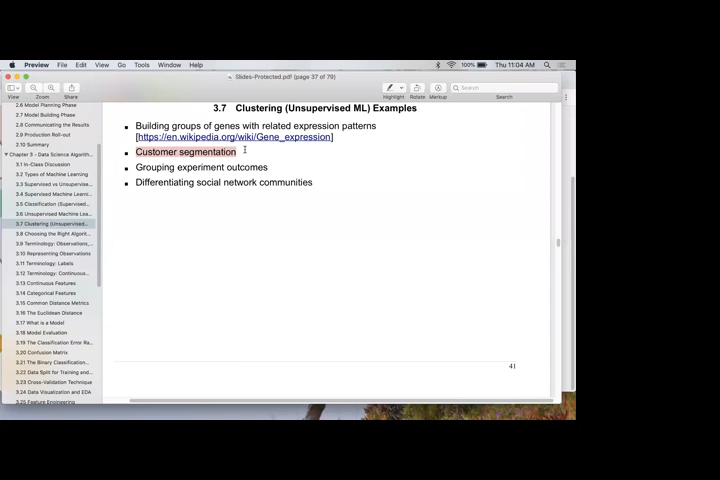 Preview File Edit View Go Tools Window Help 100% Thu 11:04 AM
Slides-Protected.pdf (page 37 of 79)
View Zoom Share Highlight Rotate Markup Search
Search
2.6 Model Planning Phase
2.7 Model Building Phase
2.8 Communicating the Results
2.9 Production Roll-out
2.10 Summary
Chapter 3 - Data Science Algorith...
3.1 In-Class Discussion
3.2 Types of Machine Learning
3.3 Supervised vs Unsupervise...
3.4 Supervised Machine Learni...
3.5 Classification (Supervised...
3.6 Unsupervised Machine Lea...
3.7 Clustering (Unsupervised...
3.8 Choosing the Right Algorit...
3.9 Terminology: Observations,...
3.10 Representing Observations
3.11 Terminology: Labels
3.12 Terminology: Continuous...
3.13 Continuous Features
3.14 Categorical Features
3.15 Common Distance Metrics
3.16 The Euclidean Distance
3.17 What is a Model
3.18 Model Evaluation
3.19 The Classification Error Ra...
3.20 Confusion Matrix
3.21 The Binary Classification...
3.22 Data Split for Training and...
3.23 Cross-Validation Technique
3.24 Data Visualization and EDA
3.25 Feature Engineering
3.7 Clustering (Unsupervised ML) Examples
Building groups of genes with related expression patterns
[https://en.wikipedia.org/wiki/Gene_expression]
Customer segmentation
Grouping experiment outcomes
Differentiating social network communities
41